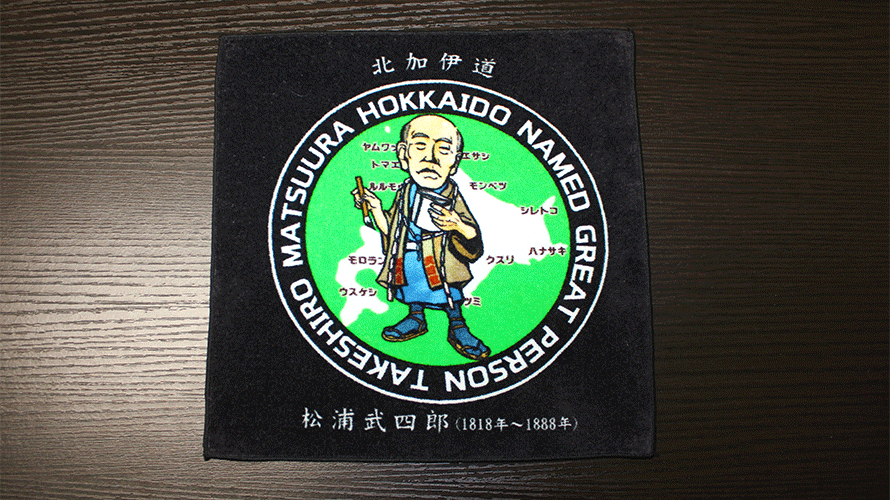 北加伊道
TAKESHIRO MATSUURA HOKKAIDO NAMED GREAT PERSON
ヤムワッ
エサシ
トマエ
ルルモ
モンベツ
シレトコ
ハナサキ
モロラン
クスリ
ウスケシ
ツミ
松浦武四郎(1818年~1888年)